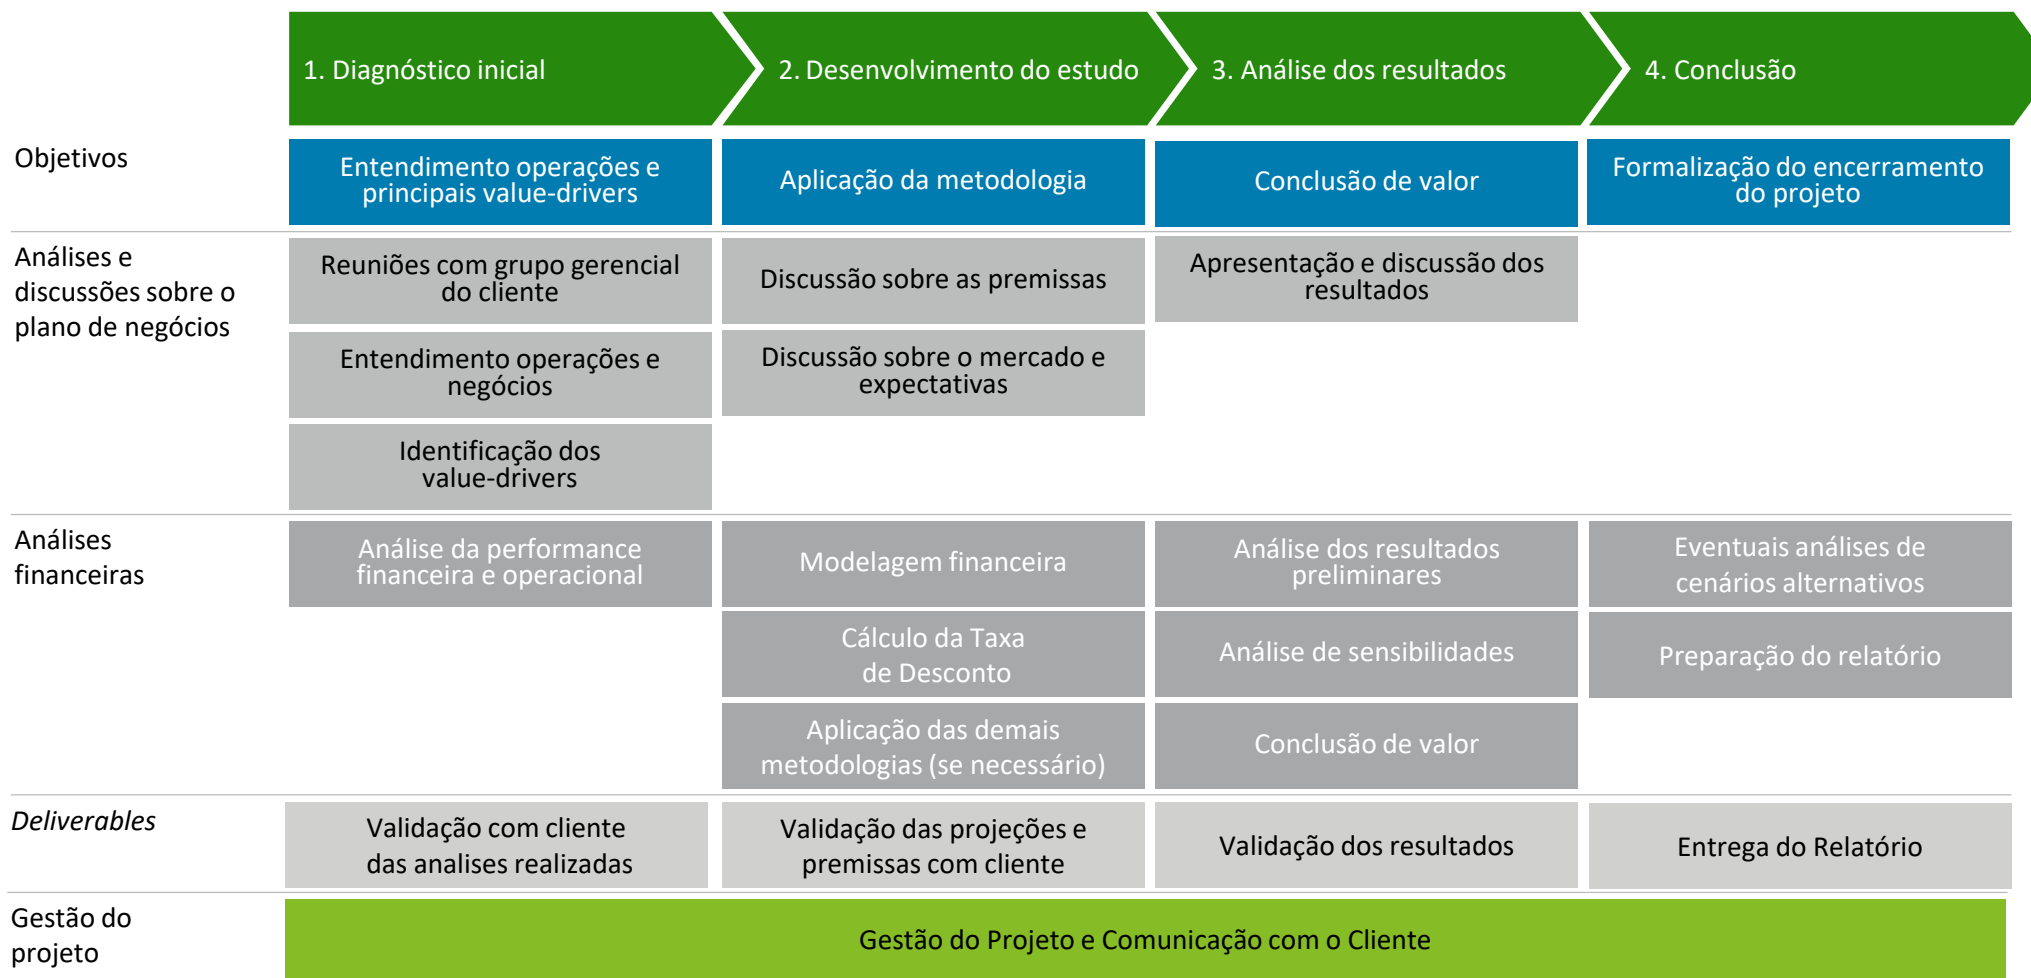 1. Diagnóstico inicial
2. Desenvolvimento do estudo
3. Análise dos resultados
4. Conclusão
Objetivos
Entendimento operações e
principais value-drivers
Aplicação da metodologia
Conclusão de valor
Formalização do encerramento
do projeto
Análises e
discussões sobre o
plano de negócios
Reuniões com grupo gerencial
do cliente
Discussão sobre as premissas
Apresentação e discussão dos
resultados
Entendimento operações e
negócios
Discussão sobre o mercado e
expectativas
Identificação dos
value-drivers
Análises
financeiras
Análise da performance
financeira e operacional
Modelagem financeira
Análise dos resultados
preliminares
Eventuais análises de
cenários alternativos
Cálculo da Taxa
de Desconto
Análise de sensibilidades
Preparação do relatório
Aplicação das demais
metodologias (se necessário)
Conclusão de valor
Deliverables
Validação com cliente
das analises realizadas
Validação das projeções e
premissas com cliente
Validação dos resultados
Entrega do Relatório
Gestão do
projeto
Gestão do Projeto e Comunicação com o Cliente